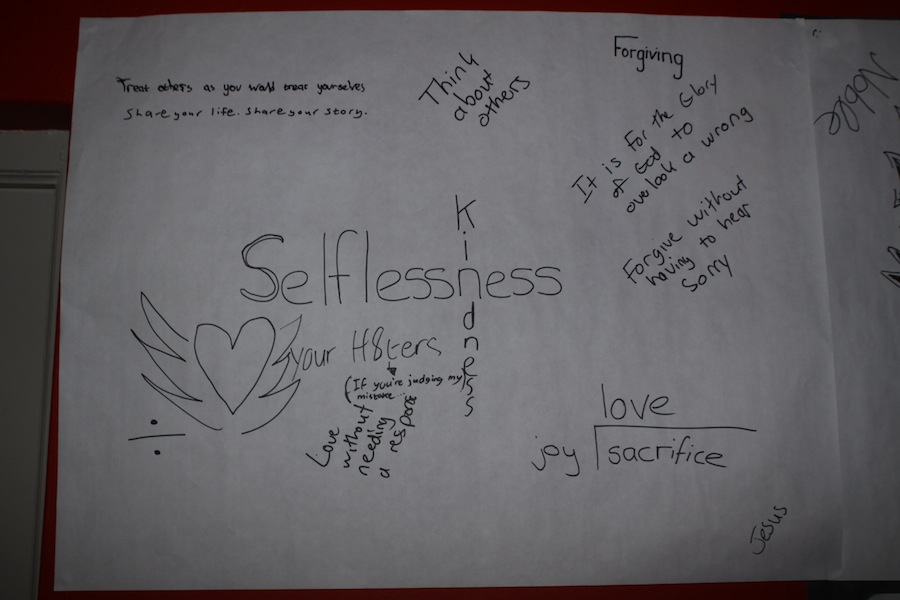 Treat others as you would treat yourselves
Share your life. Share your story.
Think
about
others
Forgiving
It is For the Glory
of God to
overlook a wrong
Forgive without
having to hear
Sorry
Noble
Selflessness
Kindness
your H8ters
(If you're judging my
mistake...
Love
without
needing
a response
love
joy sacrifice
Jesus